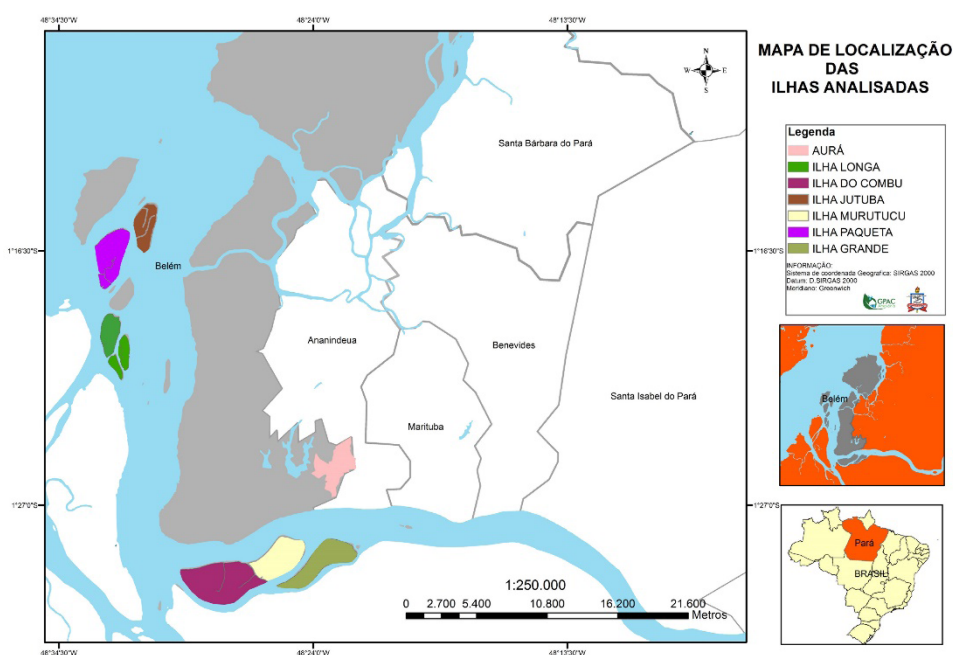 48°34'30"W
48°24'0"W
48°13'30"W
MAPA DE LOCALIZAÇÃO
DAS
ILHAS ANALISADAS
N
W
E
S
Santa Bárbara do Pará
Legenda
AURÁ
ILHA LONGA
ILHA DO COMBU
ILHA JUTUBA
ILHA MURUTUCU
ILHA PAQUETA
ILHA GRANDE
INFORMAÇÃO:
Sistema de coordenada Geografica: SIRGAS 2000
Datum: D.SIRGAS 2000
Meridiano: Greenwich
GPAC
1°16'30"S
1°16'30"S
Belém
Ananindeua
Benevides
Santa Isabel do Pará
Marituba
Belém
1°27'0"S
1°27'0"S
Pará
BRASIL
1:250.000
0 2.700 5.400 10.800 16.200 21.600
Metros
48°34'30"W
48°24'0"W
48°13'30"W